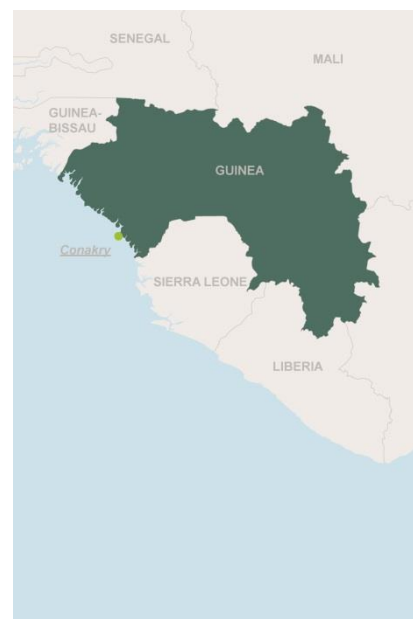 SENEGAL
MALI
GUINEA-
BISSAU
GUINEA
Conakry
SIERRA LEONE
LIBERIA